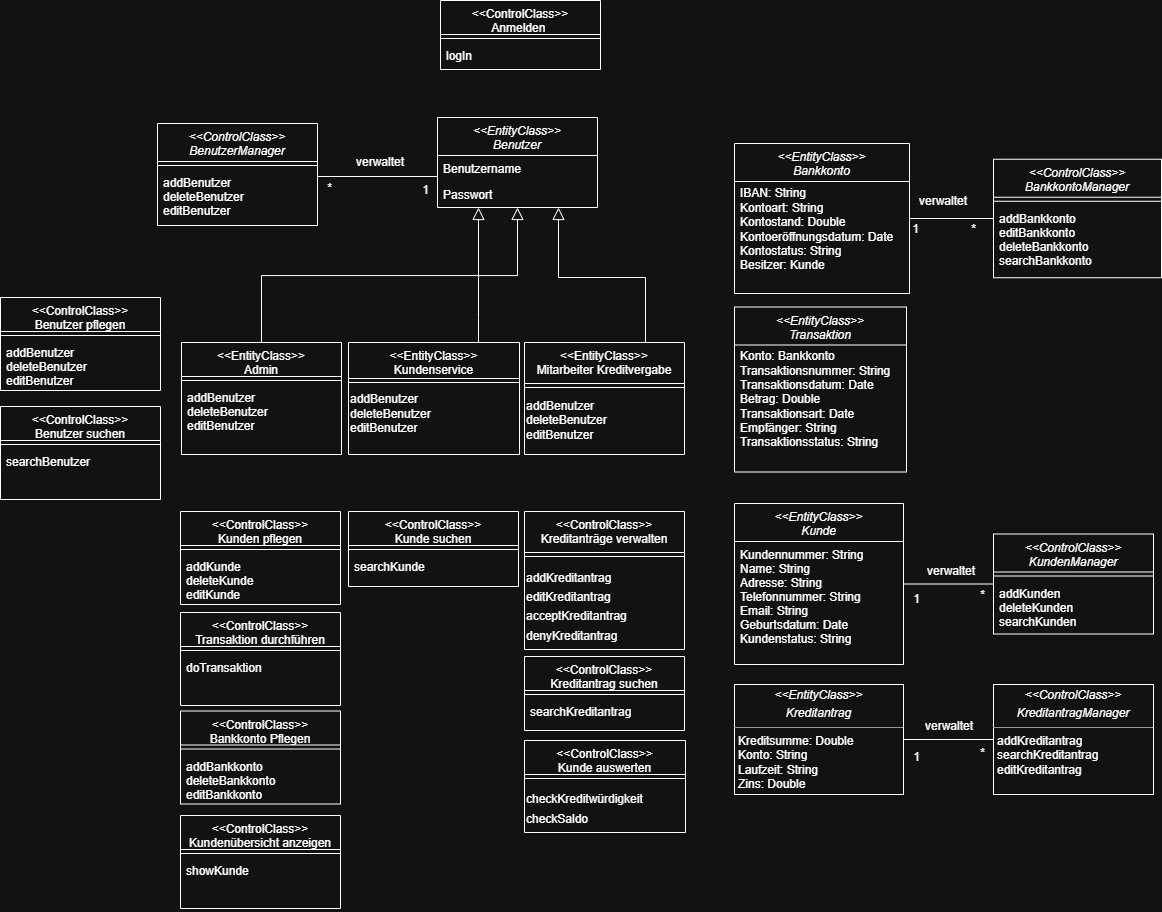 <<ControlClass>>
Anmelden
logIn
<<ControlClass>>
BenutzerManager
addBenutzer
deleteBenutzer
editBenutzer
verwaltet
*
1
<<EntityClass>>
Benutzer
Benutzername
Passwort
<<EntityClass>>
Bankkonto
IBAN: String
Kontoart: String
Kontostand: Double
Kontoeröffnungsdatum: Date
Kontostatus: String
Besitzer: Kunde
verwaltet
1
*
<<ControlClass>>
BankkontoManager
addBankkonto
editBankkonto
deleteBankkonto
searchBankkonto
<<ControlClass>>
Benutzer pflegen
addBenutzer
deleteBenutzer
editBenutzer
<<ControlClass>>
Benutzer suchen
searchBenutzer
<<EntityClass>>
Admin
addBenutzer
deleteBenutzer
editBenutzer
<<EntityClass>>
Kundenservice
addBenutzer
deleteBenutzer
editBenutzer
<<EntityClass>>
Mitarbeiter Kreditvergabe
addBenutzer
deleteBenutzer
editBenutzer
<<EntityClass>>
Transaktion
Konto: Bankkonto
Transaktionsnummer: String
Transaktionsdatum: Date
Betrag: Double
Transaktionsart: Date
Empfänger: String
Transaktionsstatus: String
<<ControlClass>>
Kunden pflegen
addKunde
deleteKunde
editKunde
<<ControlClass>>
Kunde suchen
searchKunde
<<ControlClass>>
Kreditanträge verwalten
addKreditantrag
editKreditantrag
acceptKreditantrag
denyKreditantrag
<<EntityClass>>
Kunde
Kundennummer: String
Name: String
Adresse: String
Telefonnummer: String
Email: String
Geburtsdatum: Date
Kundenstatus: String
verwaltet
1
*
<<ControlClass>>
KundenManager
addKunden
deleteKunden
searchKunden
<<ControlClass>>
Transaktion durchführen
doTransaktion
<<ControlClass>>
Kreditantrag suchen
searchKreditantrag
<<ControlClass>>
Bankkonto Pflegen
addBankkonto
deleteBankkonto
editBankkonto
<<ControlClass>>
Kunde auswerten
checkKreditwürdigkeit
checkSaldo
<<EntityClass>>
Kreditantrag
Kreditsumme: Double
Konto: String
Laufzeit: String
Zins: Double
verwaltet
1
*
<<ControlClass>>
KreditantragManager
addKreditantrag
searchKreditantrag
editKreditantrag
<<ControlClass>>
Kundenübersicht anzeigen
showKunde